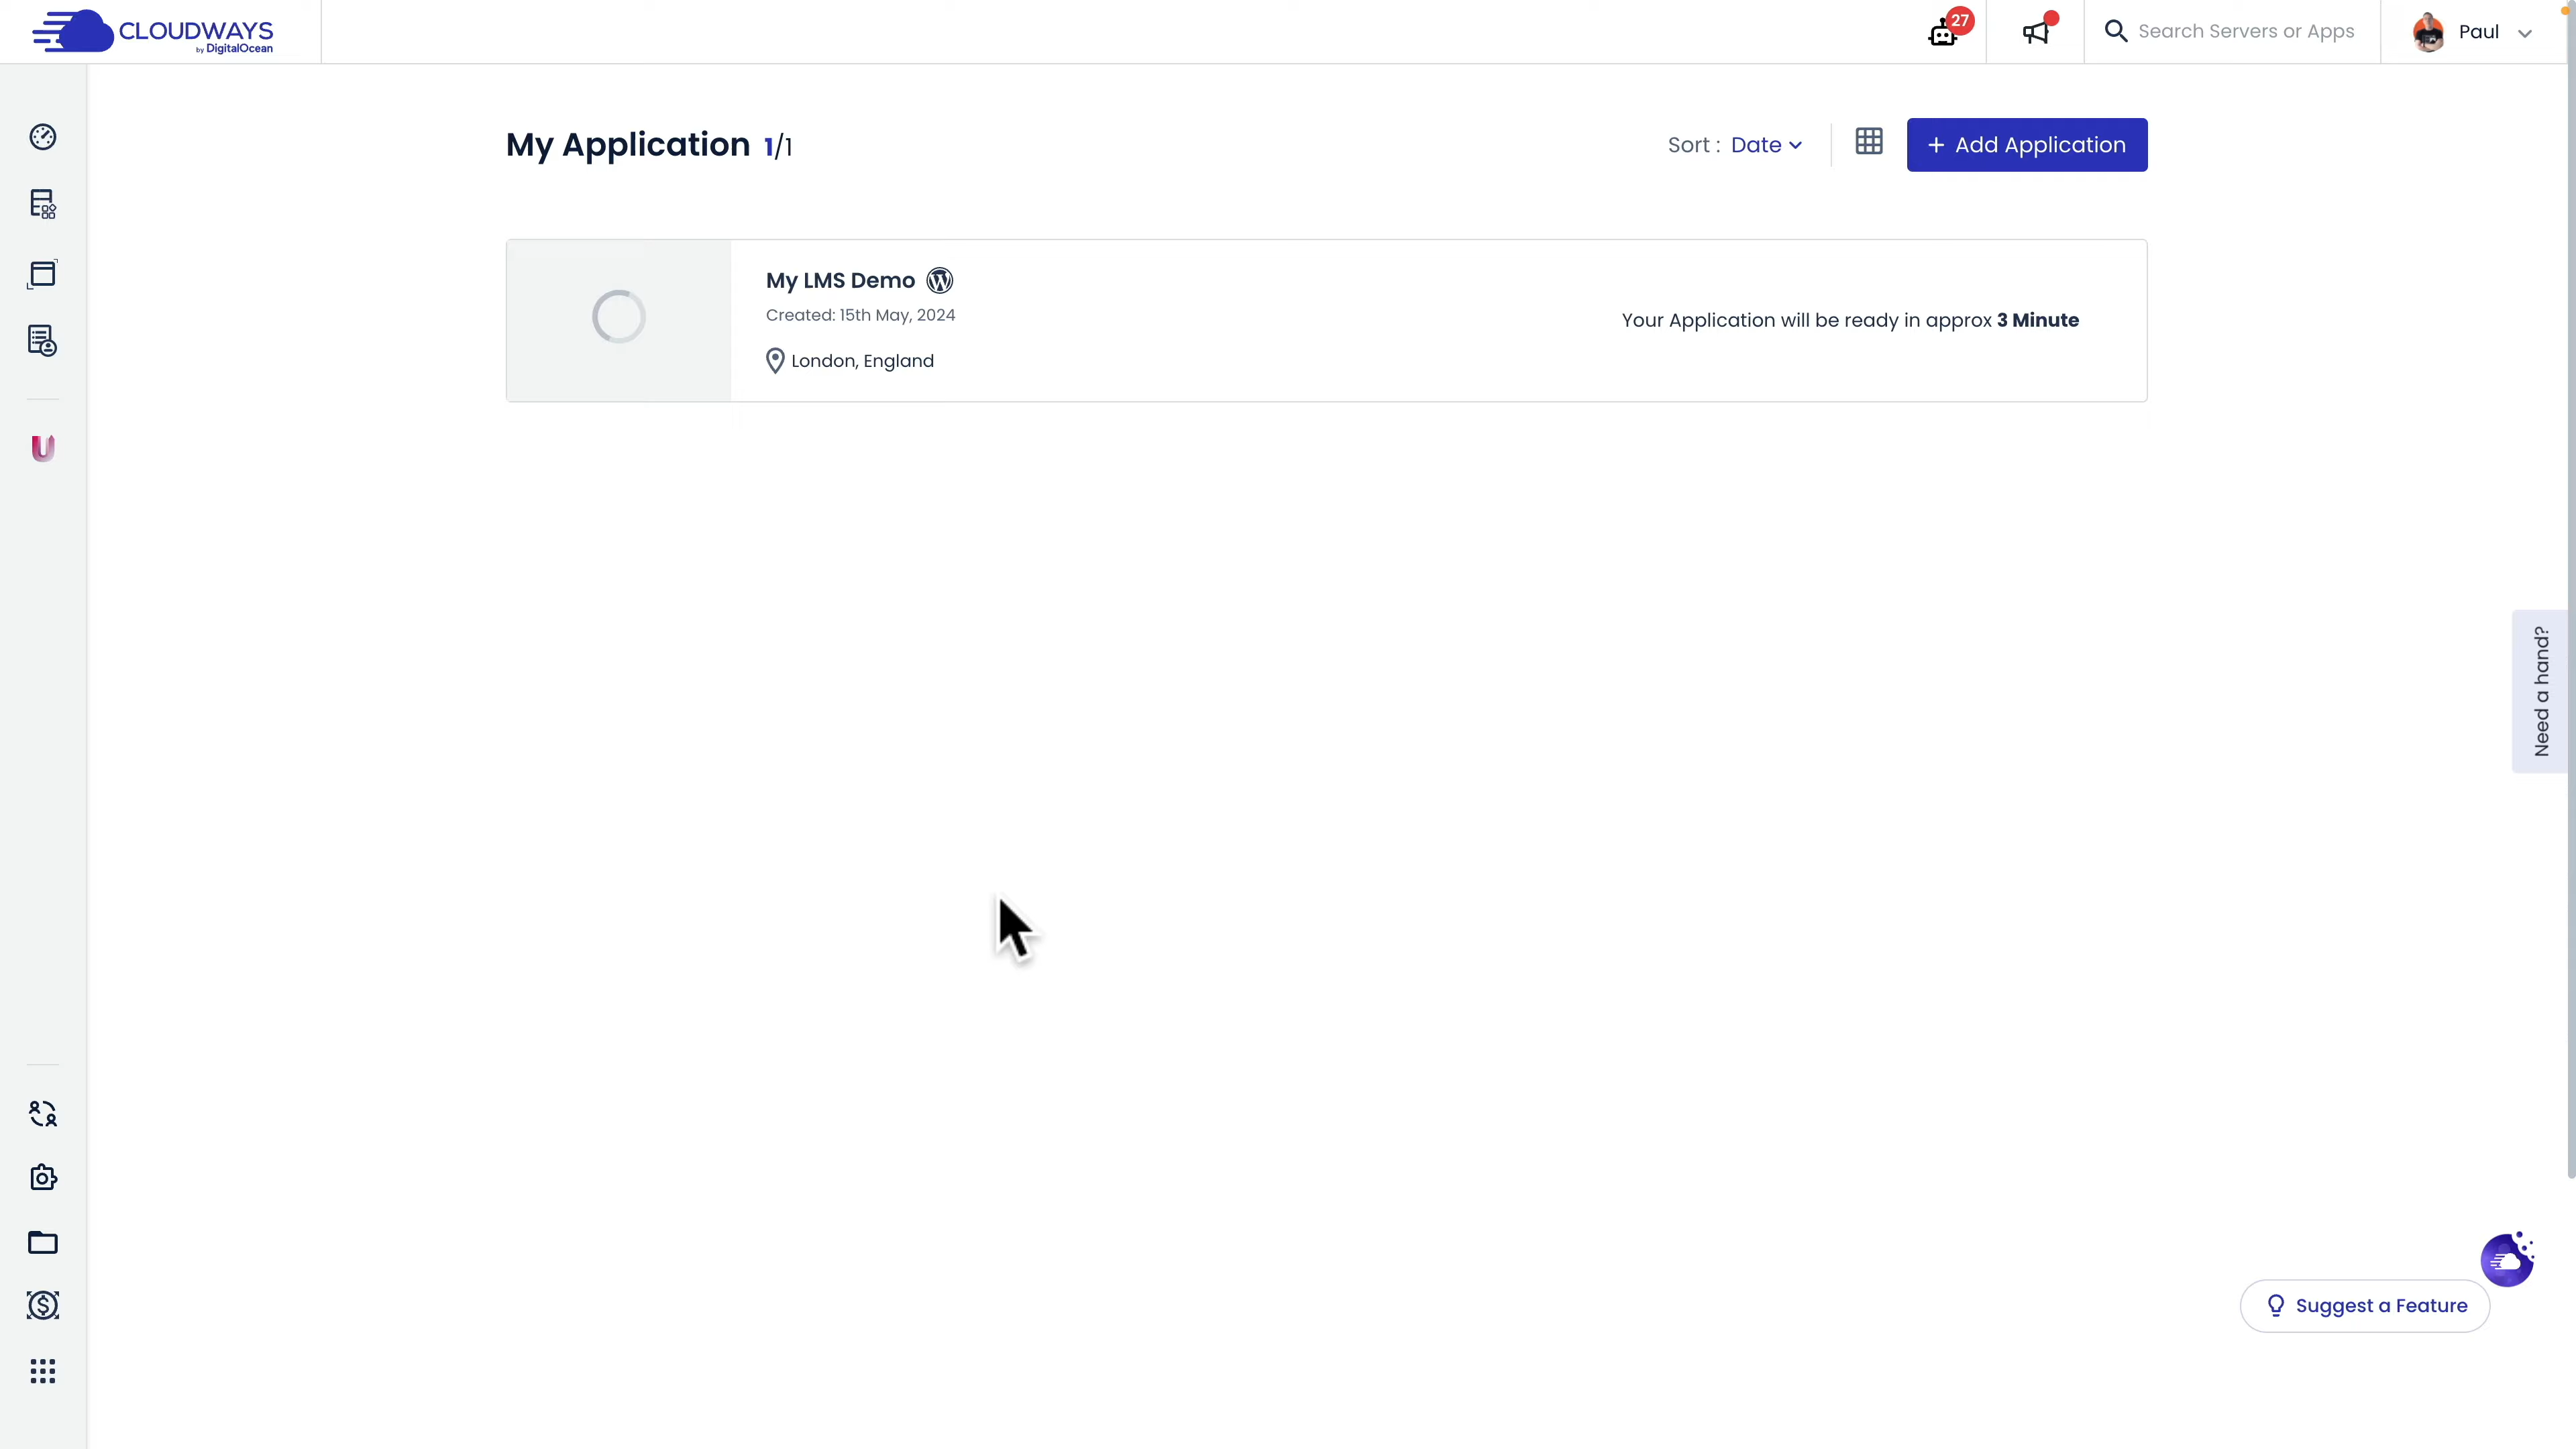 CLOUDWAYS
by DigitalOcean
27
Search Servers or Apps
Paul
My Application 1/1
Sort : Date
+ Add Application
My LMS Demo
Created: 15th May, 2024
London, England
Your Application will be ready in approx 3 Minute
Need a hand?
Suggest a Feature